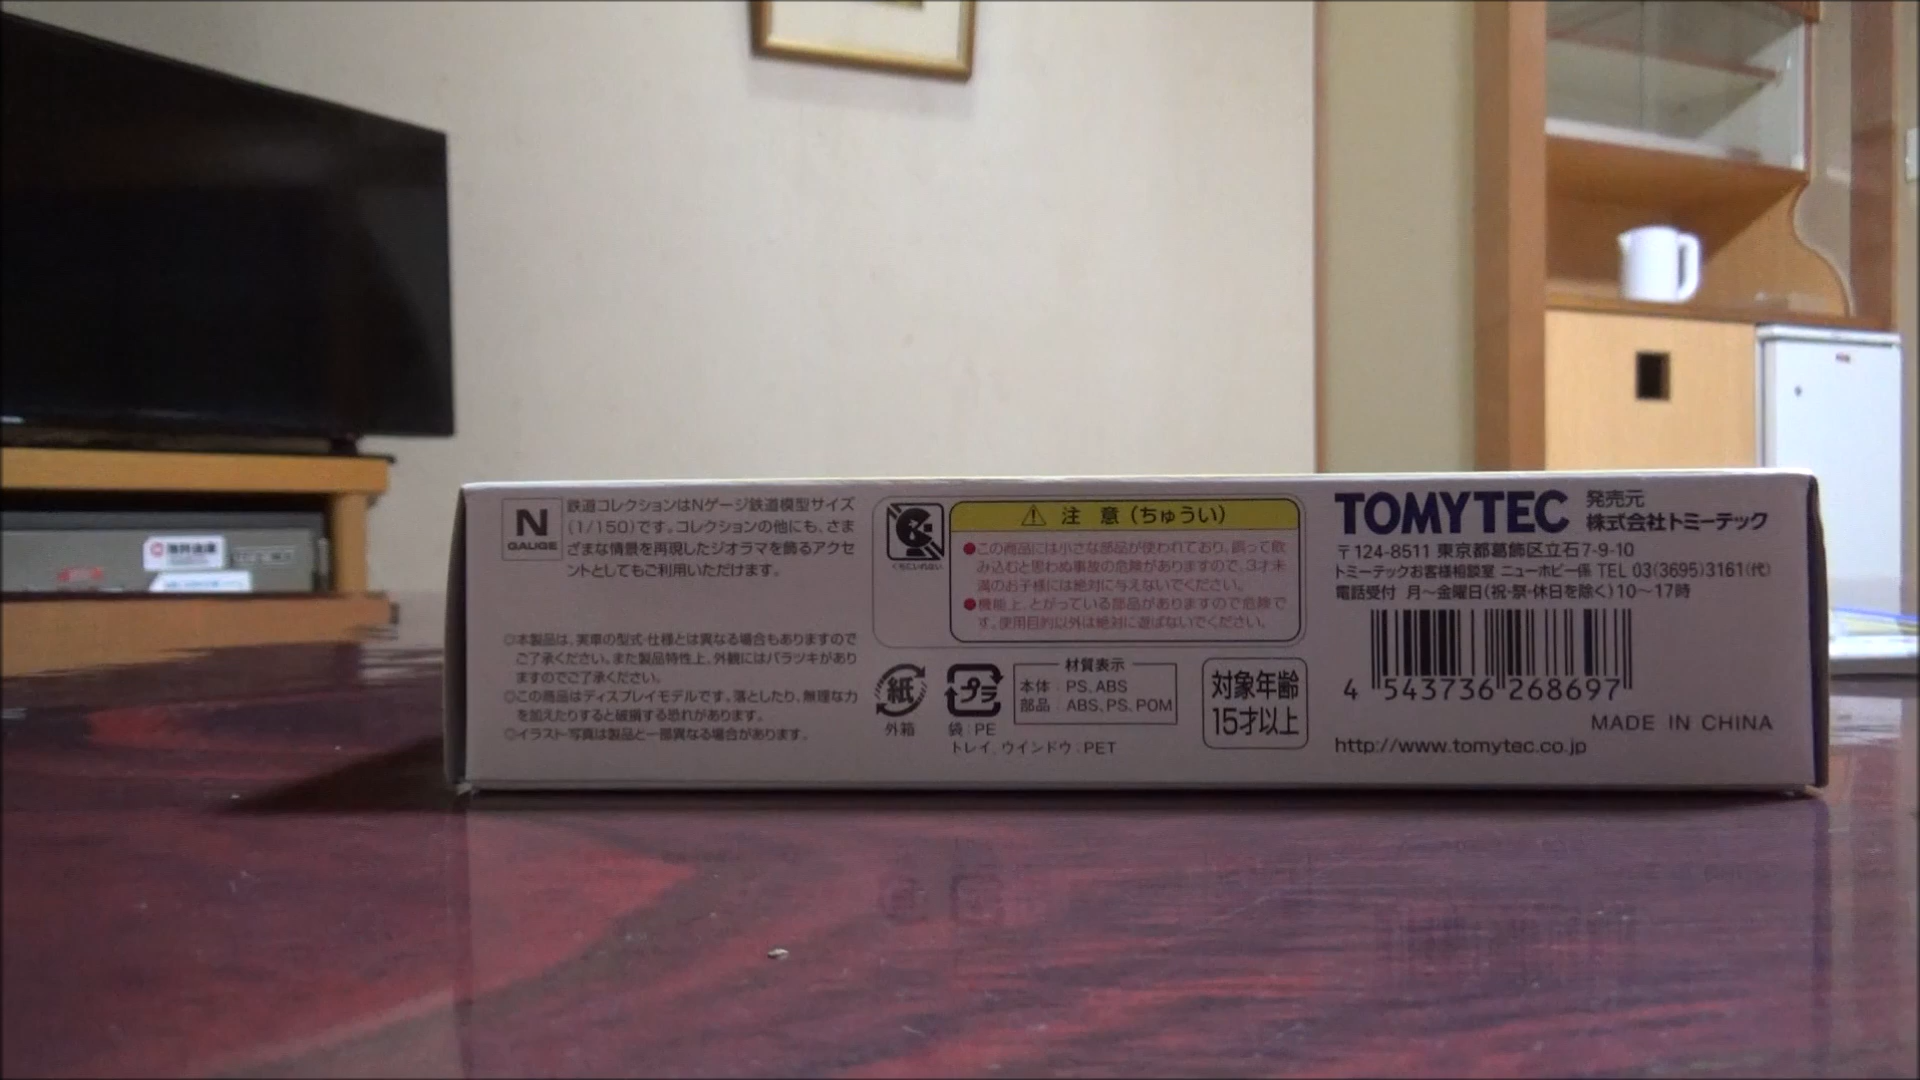 N
GAUGE
鉄道コレクションはNゲージ鉄道模型サイズ
(1/150)です。コレクションの他にも、さま
ざまな情景を再現したジオラマを飾るアクセ
ントとしてもご利用いただけます。
◎本製品は、実車の型式・仕様とは異なる場合もありますので
ご了承ください。また製品特性上、外観にはバラツキがあり
ますのでご了承ください。
◎この商品はディスプレイモデルです。落としたり、無理な力
を加えたりすると破損する恐れがあります。
◎イラスト・写真は製品と一部異なる場合があります。
くちにいれない
注 意(ちゅうい)
●この商品には小さな部品が使われており、誤って飲
み込むと思わぬ事故の危険がありますので、3才未
満のお子様には絶対に与えないでください。
●機能上、とがっている部品がありますので危険で
す。使用目的以外は絶対に遊ばないでください。
紙
外箱
プラ
袋:PE
トレイ、ウインドウ:PET
材質表示
本体:PS、ABS
部品:ABS、PS、POM
対象年齢
15才以上
TOMYTEC
発売元
株式会社トミーテック
〒124-8511 東京都葛飾区立石7-9-10
トミーテックお客様相談室 ニューホビー係 TEL 03(3695)3161(代)
電話受付 月〜金曜日(祝・祭・休日を除く)10〜17時
4 543736 268697
MADE IN CHINA
http://www.tomytec.co.jp